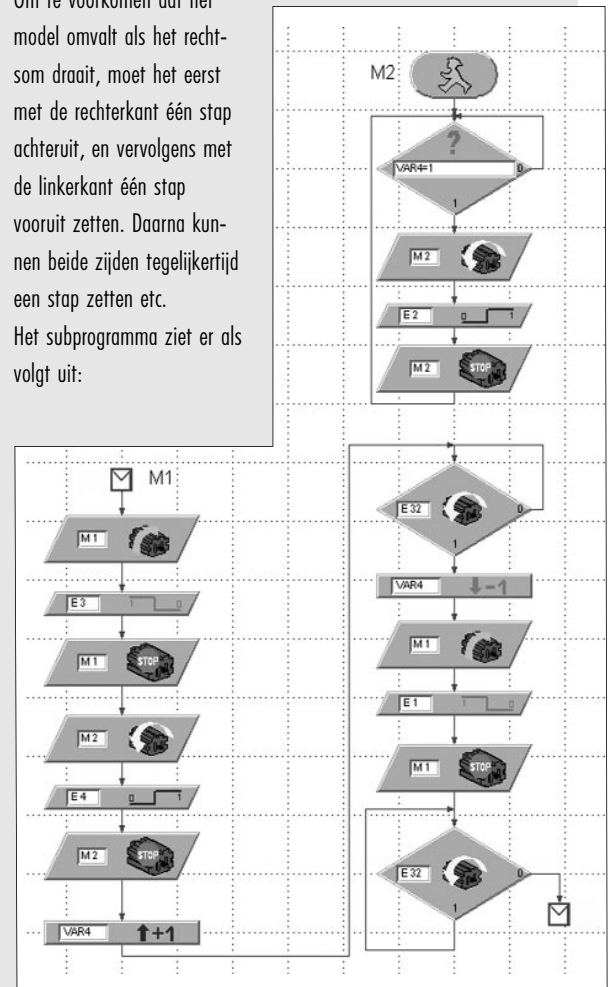 Om te voorkomen dat het
model omvalt als het recht-
som draait, moet het eerst
met de rechterkant één stap
achteruit, en vervolgens met
de linkerkant één stap
vooruit zetten. Daarna kun-
nen beide zijden tegelijkertijd
een stap zetten etc.
Het subprogramma ziet er als
volgt uit:
M2
?
VAR4=1 0
1
M2
E2 0 1
M2 STOP
M1
M1
E3 1 0
M1 STOP
M2
E4 0 1
M2 STOP
VAR4 +1
E32 0
1
VAR4 -1
M1
E1 1 0
M1 STOP
E32 0
1